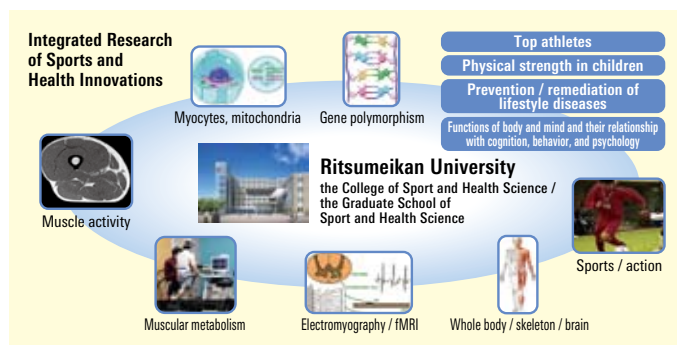 Integrated Research
of Sports and
Health Innovations
Top athletes
Physical strength in children
Prevention / remediation of
lifestyle diseases
Functions of body and mind and their relationship
with cognition, behavior, and psychology
Myocytes, mitochondria
Gene polymorphism
Muscle activity
Ritsumeikan University
the College of Sport and Health Science /
the Graduate School of
Sport and Health Science
Sports / action
Muscular metabolism
Electromyography / fMRI
Whole body / skeleton / brain